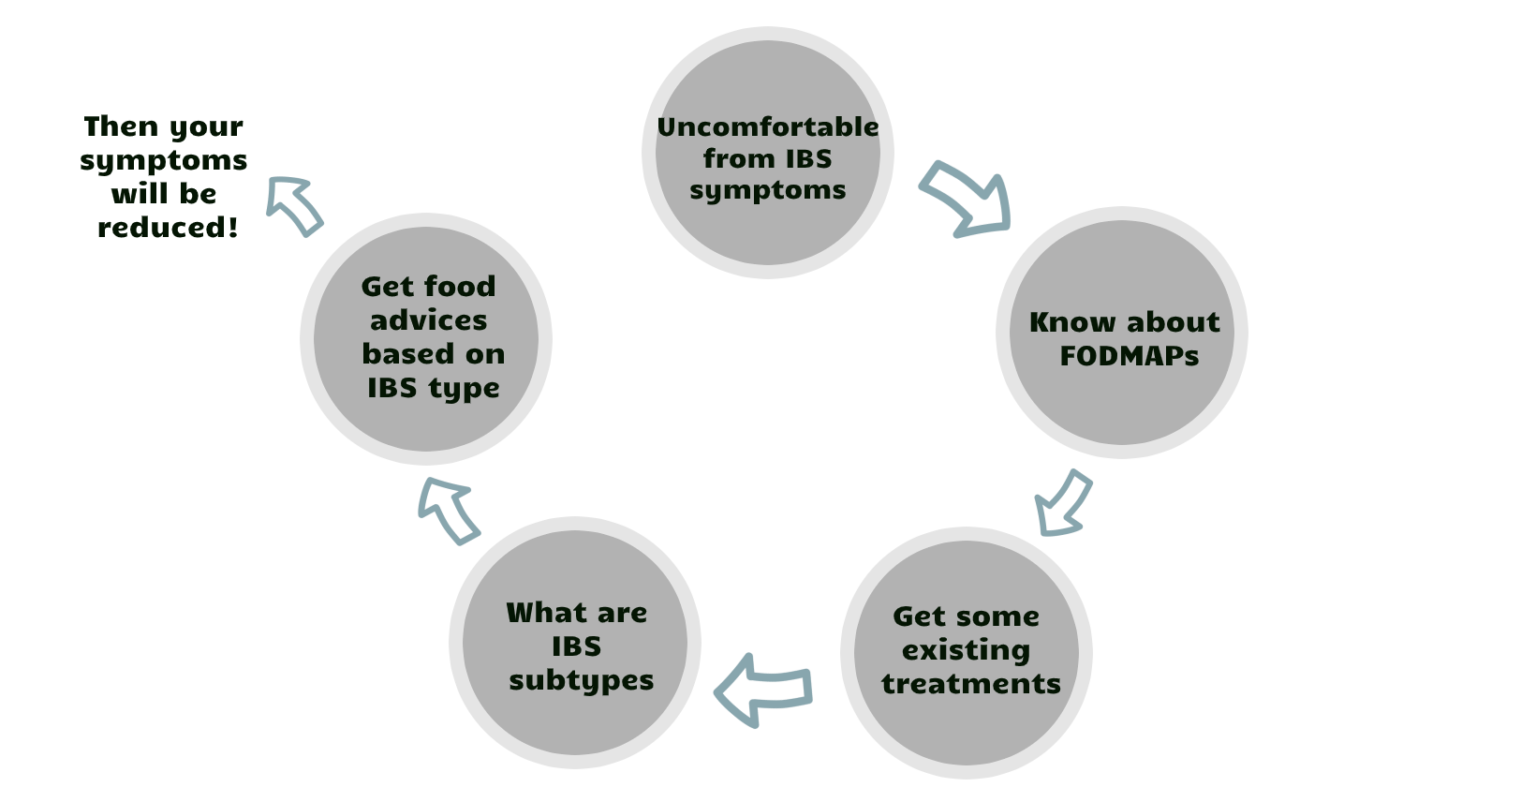 Uncomfortable
from IBS
symptoms
Know about
FODMAPs
Get some
existing
treatments
What are
IBS
subtypes
Get food
advices
based on
IBS type
Then your
symptoms
will be
reduced!